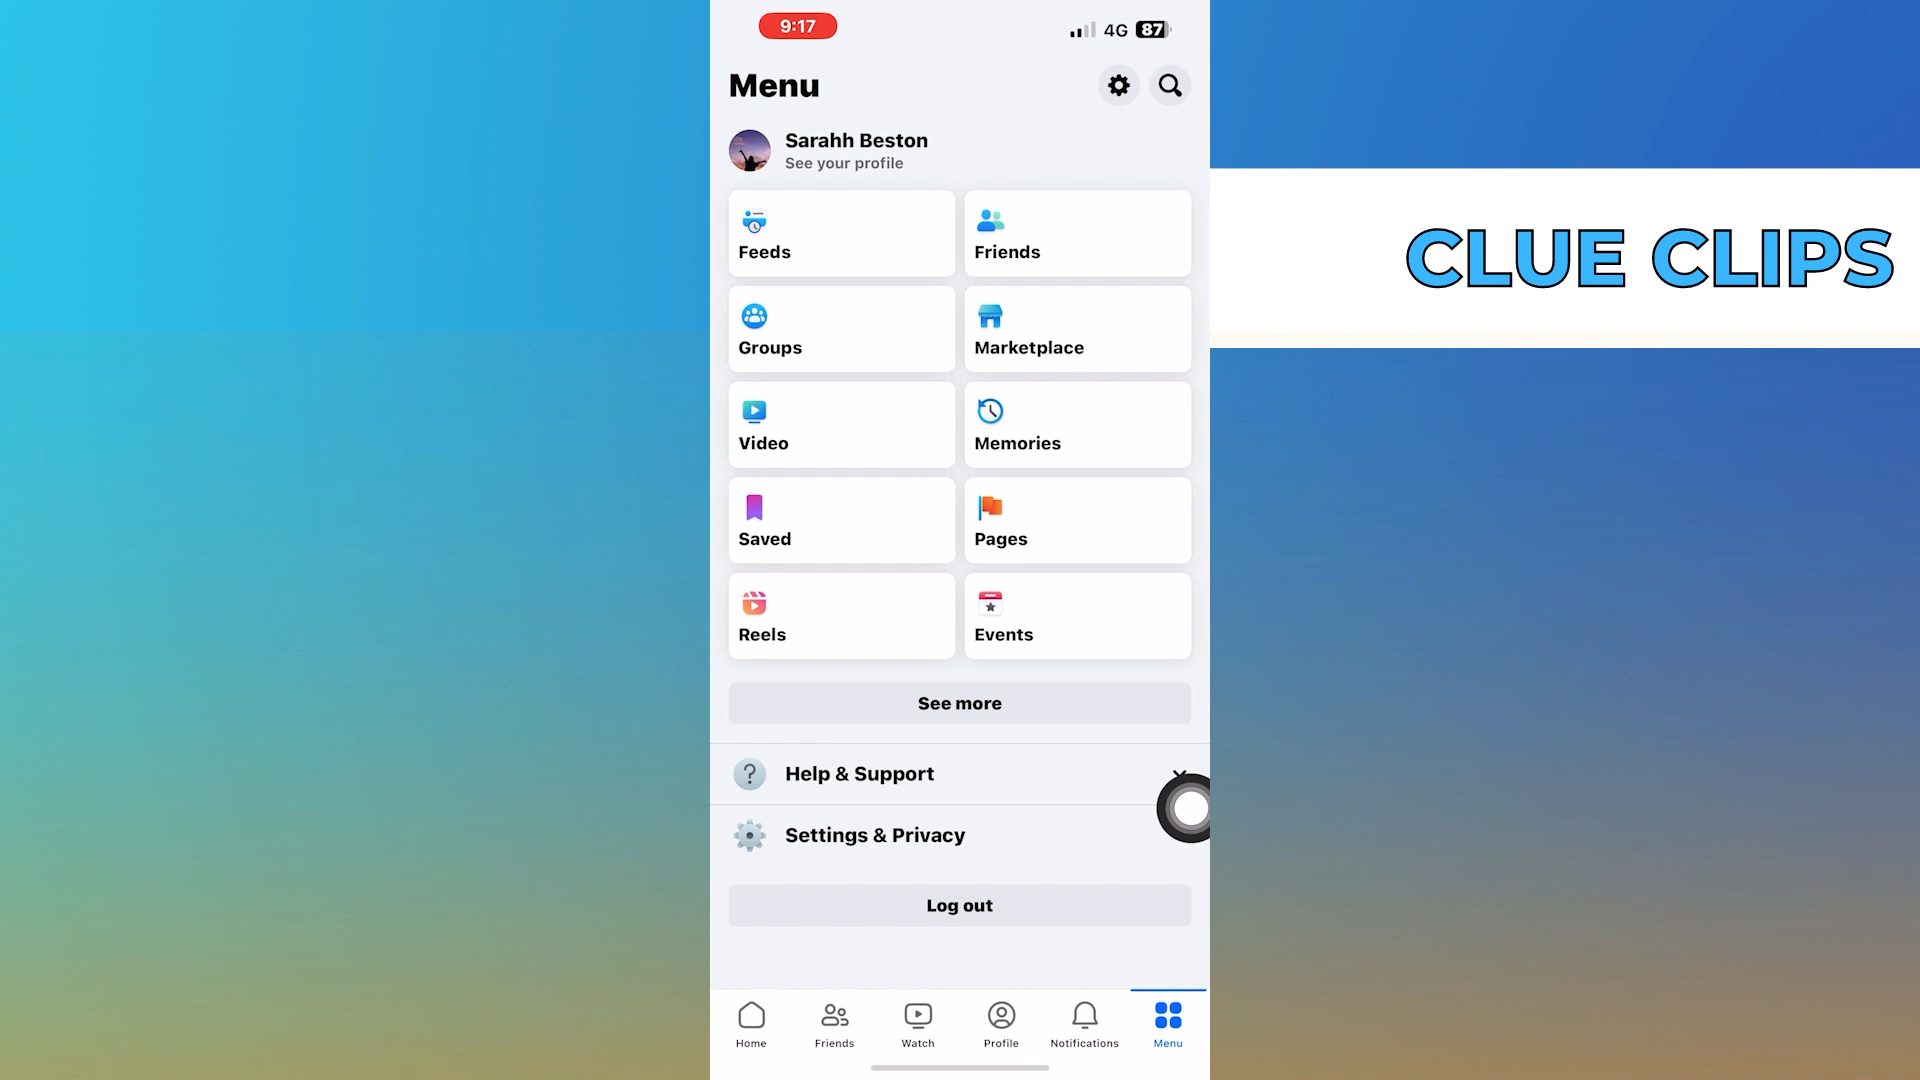 9:17
4G 87
Menu
Sarahh Beston
See your profile
Feeds
Friends
Groups
Marketplace
Video
Memories
Saved
Pages
Reels
Events
See more
? Help & Support
Settings & Privacy
Log out
Home
Friends
Watch
Profile
Notifications
Menu
CLUE CLIPS